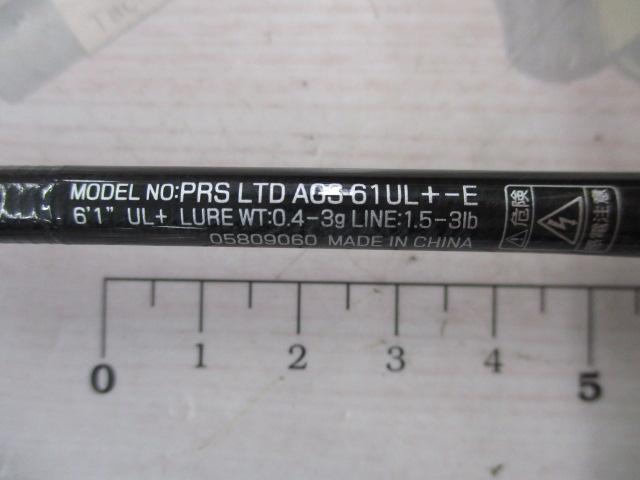 Tac
MODEL NO:PRS LTD AGS 61UL+-E
6'1" UL+ LURE WT:0.4-3g LINE:1.5-3lb
05809060 MADE IN CHINA
危険
感電注意
0 1 2 3 4 5